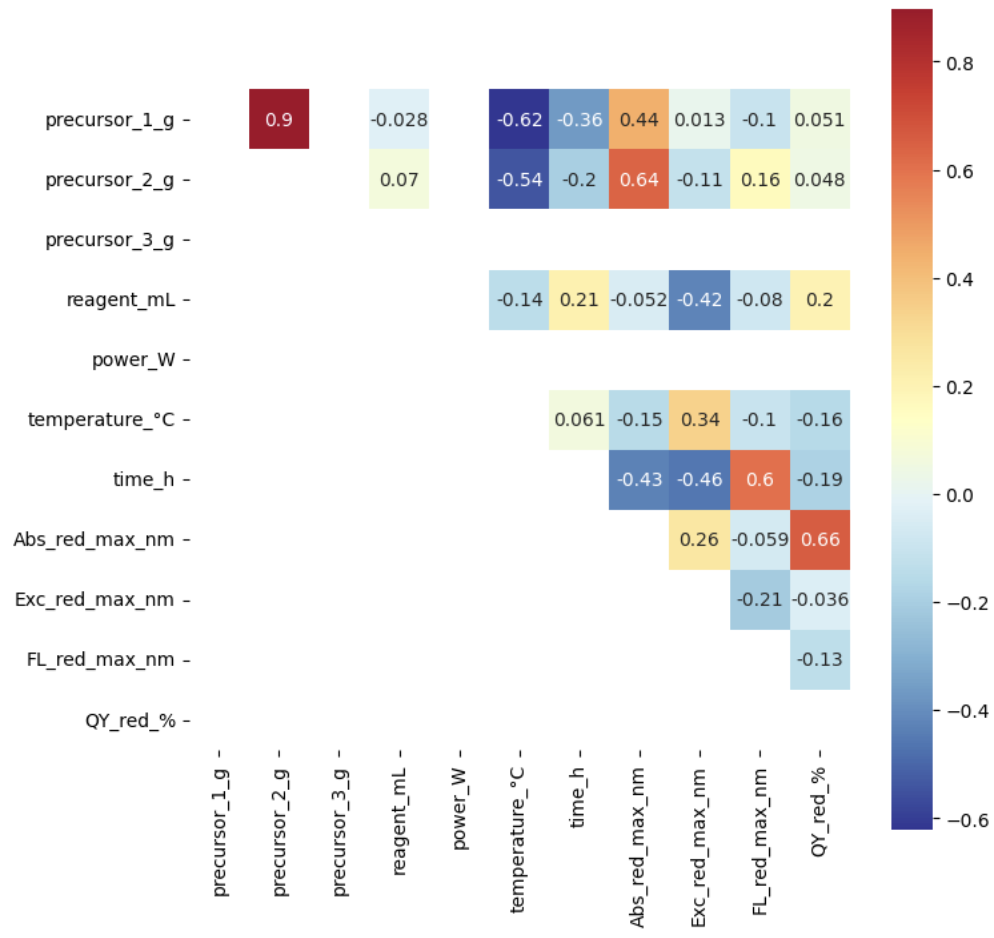 0.8
precursor_1_g 0.9 -0.028 -0.62 -0.36 0.44 0.013 -0.1 0.051
0.6
precursor_2_g 0.07 -0.54 -0.2 0.64 -0.11 0.16 0.048
precursor_3_g
0.4
reagent_mL -0.14 0.21 -0.052 -0.42 -0.08 0.2
power_W
0.2
temperature_°C 0.061 -0.15 0.34 -0.1 -0.16
time_h -0.43 -0.46 0.6 -0.19
0.0
Abs_red_max_nm 0.26 -0.059 0.66
Exc_red_max_nm -0.21 -0.036
−0.2
FL_red_max_nm -0.13
−0.4
QY_red_%
−0.6
precursor_1_g
precursor_2_g
precursor_3_g
reagent_mL
power_W
temperature_°C
time_h
Abs_red_max_nm
Exc_red_max_nm
FL_red_max_nm
QY_red_%